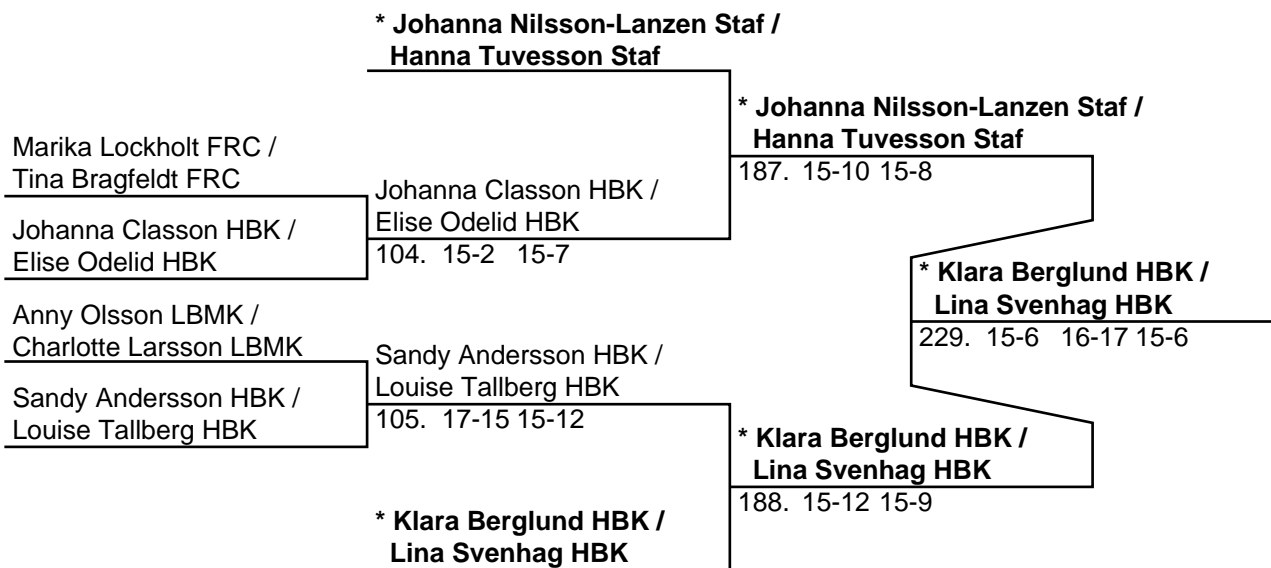 * Johanna Nilsson-Lanzen Staf /
Hanna Tuvesson Staf
* Johanna Nilsson-Lanzen Staf /
Hanna Tuvesson Staf
187. 15-10 15-8
Marika Lockholt FRC /
Tina Bragfeldt FRC
Johanna Classon HBK /
Elise Odelid HBK
104. 15-2 15-7
Johanna Classon HBK /
Elise Odelid HBK
* Klara Berglund HBK /
Lina Svenhag HBK
229. 15-6 16-17 15-6
Anny Olsson LBMK /
Charlotte Larsson LBMK
Sandy Andersson HBK /
Louise Tallberg HBK
105. 17-15 15-12
Sandy Andersson HBK /
Louise Tallberg HBK
* Klara Berglund HBK /
Lina Svenhag HBK
188. 15-12 15-9
* Klara Berglund HBK /
Lina Svenhag HBK